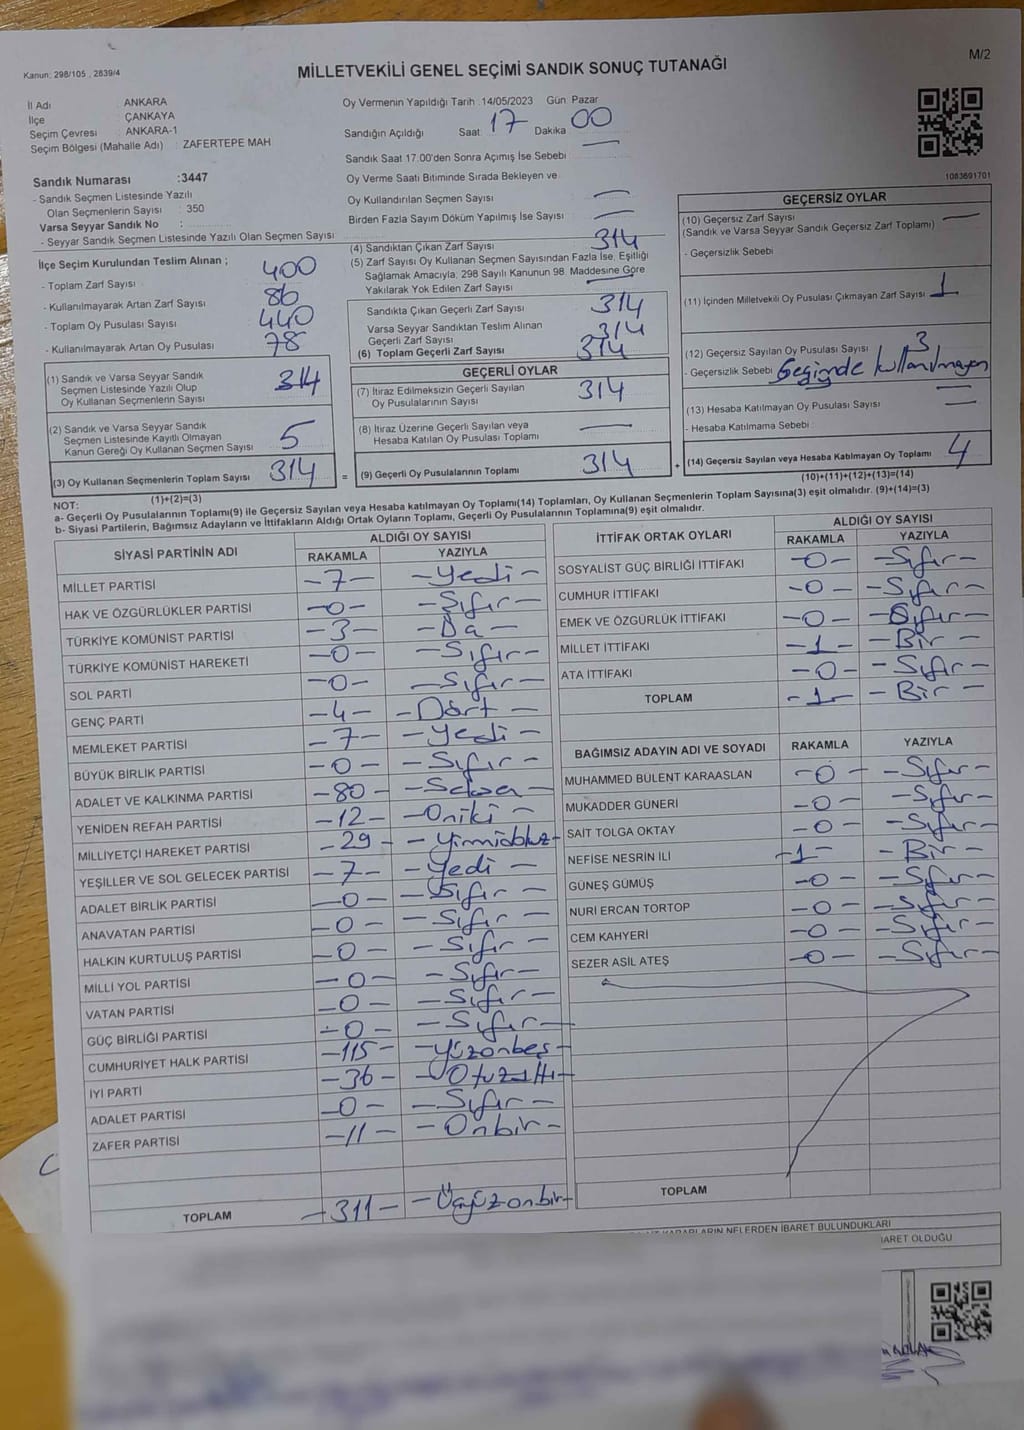 M/2
Kanun: 298/105 , 2839/4
MİLLETVEKİLİ GENEL SEÇİMİ SANDIK SONUÇ TUTANAĞI
İl Adı ANKARA
İlçe ÇANKAYA
Seçim Çevresi : ANKARA-1
Seçim Bölgesi (Mahalle Adı) : ZAFERTEPE MAH
Sandık Numarası :3447
- Sandık Seçmen Listesinde Yazılı
Olan Seçmenlerin Sayısı : 350
Varsa Seyyar Sandık No :
- Seyyar Sandık Seçmen Listesinde Yazılı Olan Seçmen Sayısı
İlçe Seçim Kurulundan Teslim Alınan ;
- Toplam Zarf Sayısı 400
- Kullanılmayarak Artan Zarf Sayısı 86
- Toplam Oy Pusulası Sayısı 440
- Kullanılmayarak Artan Oy Pusulası 78
(1) Sandık ve Varsa Seyyar Sandık
Seçmen Listesinde Yazılı Olup
Oy Kullanan Seçmenlerin Sayısı 314
(2) Sandık ve Varsa Seyyar Sandık
Seçmen Listesinde Kayıtlı Olmayan
Kanun Gereği Oy Kullanan Seçmen Sayısı 5
(3) Oy Kullanan Seçmenlerin Toplam Sayısı 314
(1)+(2)=(3)
Oy Vermenin Yapıldığı Tarih :14/05/2023 Gün: Pazar
Sandığın Açıldığı Saat 17 Dakika 00
Sandık Saat 17.00'den Sonra Açımış İse Sebebi —
Oy Verme Saati Bitiminde Sırada Bekleyen ve
Oy Kullandırılan Seçmen Sayısı —
Birden Fazla Sayım Döküm Yapılmış İse Sayısı —
(4) Sandıktan Çıkan Zarf Sayısı 314
(5) Zarf Sayısı Oy Kullanan Seçmen Sayısından Fazla İse, Eşitliği
Sağlamak Amacıyla; 298 Sayılı Kanunun 98. Maddesine Göre
Yakılarak Yok Edilen Zarf Sayısı —
Sandıkta Çıkan Geçerli Zarf Sayısı 314
Varsa Seyyar Sandıktan Teslim Alınan
Geçerli Zarf Sayısı 314
(6) Toplam Geçerli Zarf Sayısı 314
GEÇERLİ OYLAR
(7) İtiraz Edilmeksizin Geçerli Sayılan
Oy Pusulalarının Sayısı 314
(8) İtiraz Üzerine Geçerli Sayılan veya
Hesaba Katılan Oy Pusulası Toplamı —
= (9) Geçerli Oy Pusulalarının Toplamı 314 +
1083691701
GEÇERSİZ OYLAR
(10) Geçersiz Zarf Sayısı —
(Sandık ve Varsa Seyyar Sandık Geçersiz Zarf Toplamı)
- Geçersizlik Sebebi
(11) İçinden Milletvekili Oy Pusulası Çıkmayan Zarf Sayısı 1
(12) Geçersiz Sayılan Oy Pusulası Sayısı 3
- Geçersizlik Sebebi Seçimde kullanılmayan
(13) Hesaba Katılmayan Oy Pusulası Sayısı —
- Hesaba Katılmama Sebebi —
(14) Geçersiz Sayılan veya Hesaba Katılmayan Oy Toplamı 4
(10)+(11)+(12)+(13)=(14)
NOT:
a- Geçerli Oy Pusulalarının Toplamı(9) ile Geçersiz Sayılan veya Hesaba katılmayan Oy Toplamı(14) Toplamları, Oy Kullanan Seçmenlerin Toplam Sayısına(3) eşit olmalıdır. (9)+(14)=(3)
b- Siyasi Partilerin, Bağımsız Adayların ve İttifakların Aldığı Ortak Oyların Toplamı, Geçerli Oy Pusulalarının Toplamına(9) eşit olmalıdır.
SİYASİ PARTİNİN ADI ALDIĞI OY SAYISI
RAKAMLA YAZIYLA
MİLLET PARTİSİ -7- -Yedi-
HAK VE ÖZGÜRLÜKLER PARTİSİ -0- -Sıfır-
TÜRKİYE KOMÜNİST PARTİSİ -3-
TÜRKİYE KOMÜNİST HAREKETİ -0- -Sıfır-
SOL PARTİ -0- -Sıfır-
GENÇ PARTİ -4- -Dört-
MEMLEKET PARTİSİ -7- -Yedi-
BÜYÜK BİRLİK PARTİSİ -0- -Sıfır-
ADALET VE KALKINMA PARTİSİ -80- -Seksen-
YENİDEN REFAH PARTİSİ -12- -Oniki-
MİLLİYETÇİ HAREKET PARTİSİ -29- -Yirmidokuz-
YEŞİLLER VE SOL GELECEK PARTİSİ -7- -Yedi-
ADALET BİRLİK PARTİSİ -0- -Sıfır-
ANAVATAN PARTİSİ -0- -Sıfır-
HALKIN KURTULUŞ PARTİSİ -0- -Sıfır-
MİLLİ YOL PARTİSİ -0- -Sıfır-
VATAN PARTİSİ -0- -Sıfır-
GÜÇ BİRLİĞİ PARTİSİ -0- -Sıfır-
CUMHURİYET HALK PARTİSİ -115- -Yüzonbeş-
İYİ PARTİ -36- -Otuzaltı-
ADALET PARTİSİ -0- -Sıfır-
ZAFER PARTİSİ -11- -Onbir-
TOPLAM -311- -Üçyüzonbir-
İTTİFAK ORTAK OYLARI ALDIĞI OY SAYISI
RAKAMLA YAZIYLA
SOSYALİST GÜÇ BİRLİĞİ İTTİFAKI -0- -Sıfır-
CUMHUR İTTİFAKI -0- -Sıfır-
EMEK VE ÖZGÜRLÜK İTTİFAKI -0- -Sıfır-
MİLLET İTTİFAKI -1- -Bir-
ATA İTTİFAKI -0- -Sıfır-
TOPLAM -1- -Bir-
BAĞIMSIZ ADAYIN ADI VE SOYADI RAKAMLA YAZIYLA
MUHAMMED BÜLENT KARAASLAN -0- -Sıfır-
MUKADDER GÜNERİ -0- -Sıfır-
SAİT TOLGA OKTAY -0- -Sıfır-
NEFİSE NESRİN İLİ -1- -Bir-
GÜNEŞ GÜMÜŞ -0- -Sıfır-
NURİ ERCAN TORTOP -0- -Sıfır-
CEM KAHYERİ -0- -Sıfır-
SEZER ASİL ATEŞ -0- -Sıfır-
TOPLAM
KARARLARIN NELERDEN İBARET BULUNDUKLARI
İBARET OLDUĞU